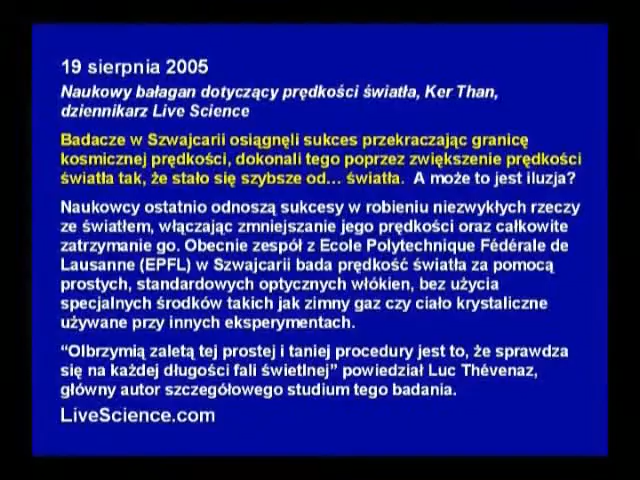 19 sierpnia 2005
Naukowy bałagan dotyczący prędkości światła, Ker Than,
dziennikarz Live Science
Badacze w Szwajcarii osiągnęli sukces przekraczając granicę
kosmicznej prędkości, dokonali tego poprzez zwiększenie prędkości
światła tak, że stało się szybsze od... światła. A może to jest iluzja?
Naukowcy ostatnio odnoszą sukcesy w robieniu niezwykłych rzeczy
ze światłem, włączając zmniejszanie jego prędkości oraz całkowite
zatrzymanie go. Obecnie zespół z Ecole Polytechnique Fédérale de
Lausanne (EPFL) w Szwajcarii bada prędkość światła za pomocą
prostych, standardowych optycznych włókien, bez użycia
specjalnych środków takich jak zimny gaz czy ciało krystaliczne
używane przy innych eksperymentach.
“Olbrzymią zaletą tej prostej i taniej procedury jest to, że sprawdza
się na każdej długości fali świetlnej” powiedział Luc Thévenaz,
główny autor szczegółowego studium tego badania.
LiveScience.com